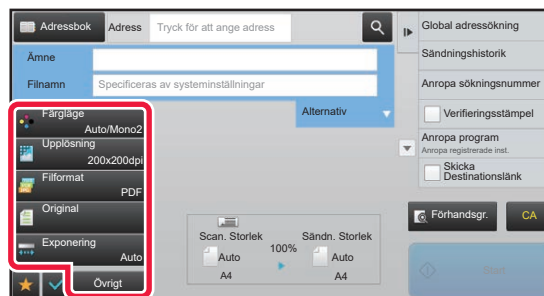 Adressbok
Adress
Tryck för att ange adress
Global adressökning
Ämne
Sändningshistorik
Filnamn
Specificeras av systeminställningar
Anropa sökningsnummer
Alternativ
Verifieringsstämpel
Färgläge
Auto/Mono2
Upplösning
200x200dpi
Anropa program
Anropa registrerade inst.
Filformat
PDF
Skicka
Destinationslänk
Original
Förhandsgr.
CA
Exponering
Auto
Scan. Storlek
100%
Sändn. Storlek
Auto
Auto
A4
A4
Övrigt
Start